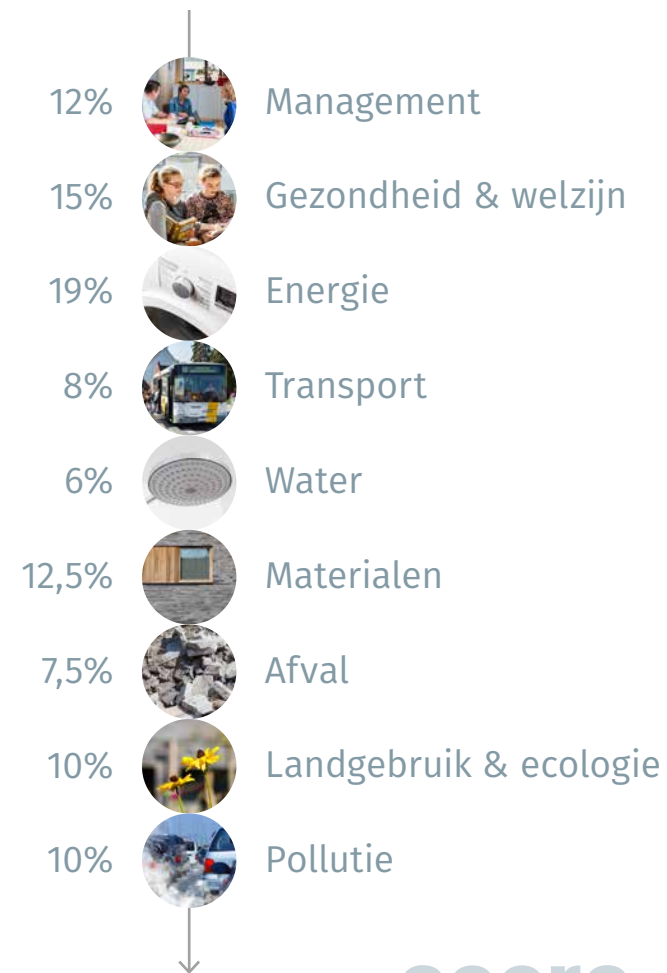 12% Management
15% Gezondheid & welzijn
19% Energie
8% Transport
6% Water
12,5% Materialen
7,5% Afval
10% Landgebruik & ecologie
10% Pollutie